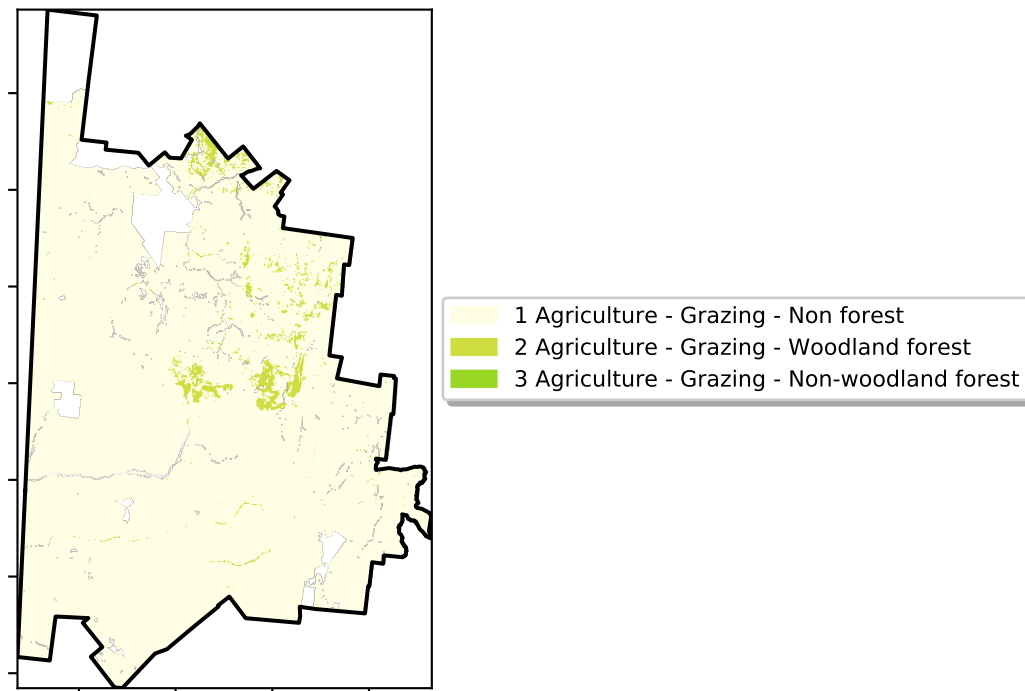 1 Agriculture - Grazing - Non forest
2 Agriculture - Grazing - Woodland forest
3 Agriculture - Grazing - Non-woodland forest